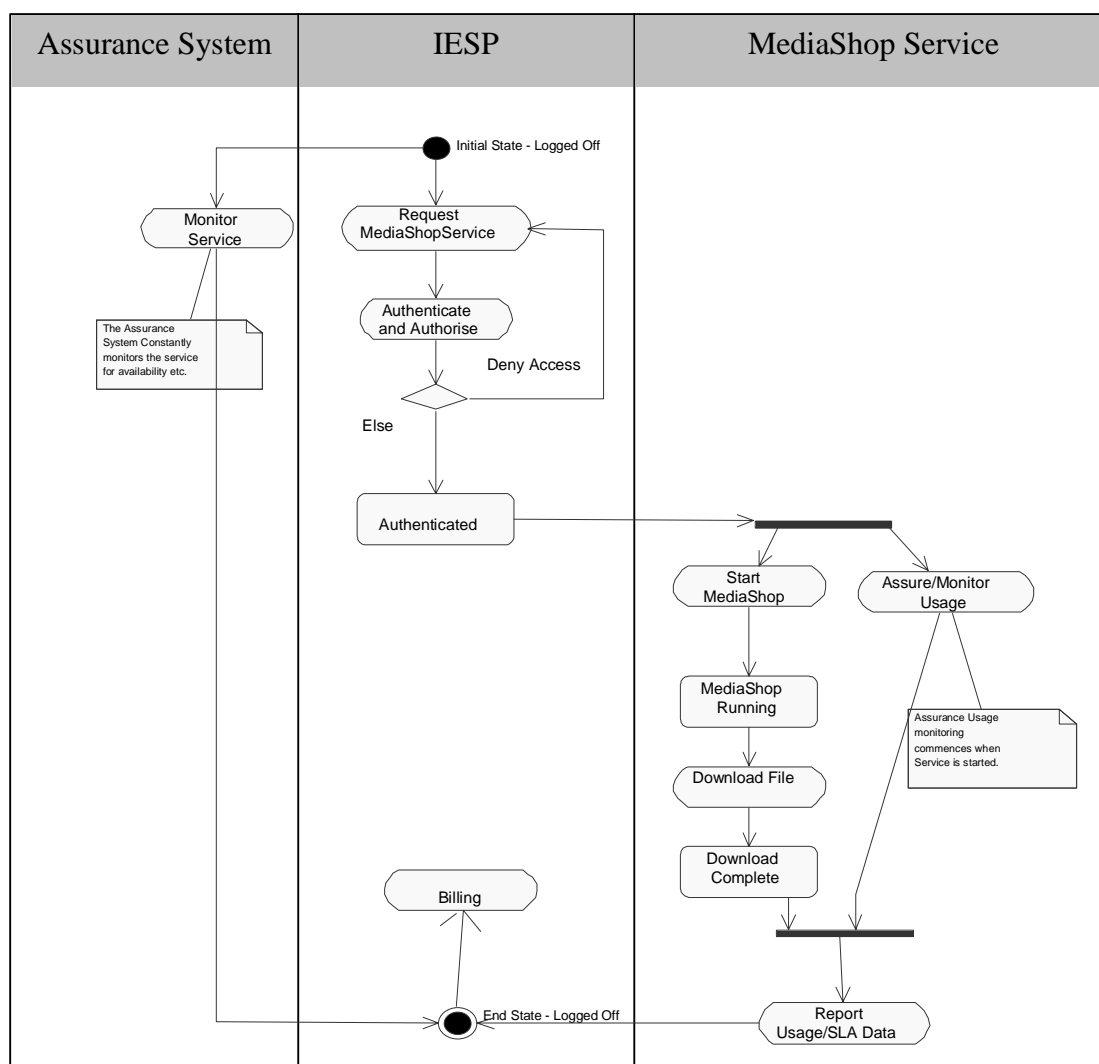 Assurance System
IESP
MediaShop Service
Initial State - Logged Off
Monitor
Service
Request
MediaShopService
The Assurance
System Constantly
monitors the service
for availability etc.
Authenticate
and Authorise
Deny Access
Else
Authenticated
Start
MediaShop
Assure/Monitor
Usage
MediaShop
Running
Assurance Usage
monitoring
commences when
Service is started.
Download File
Download
Complete
Billing
End State - Logged Off
Report
Usage/SLA Data